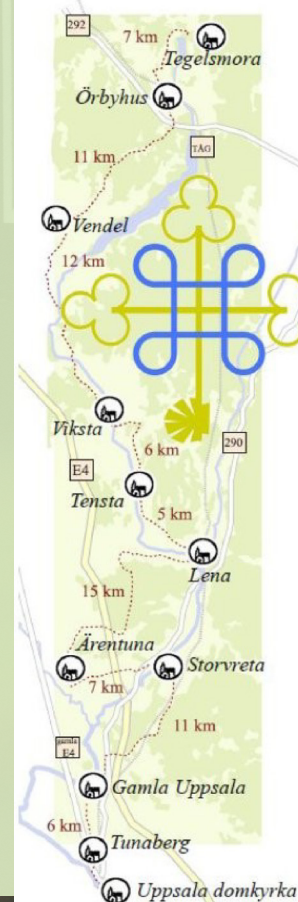 292
7 km
Tegelsmora
Örbyhus
TÅG
11 km
Vendel
12 km
Viksta
6 km
290
E4
Tensta
5 km
Lena
15 km
Ärentuna
Storvreta
7 km
11 km
gamla
E4
Gamla Uppsala
6 km
Tunaberg
Uppsala domkyrka